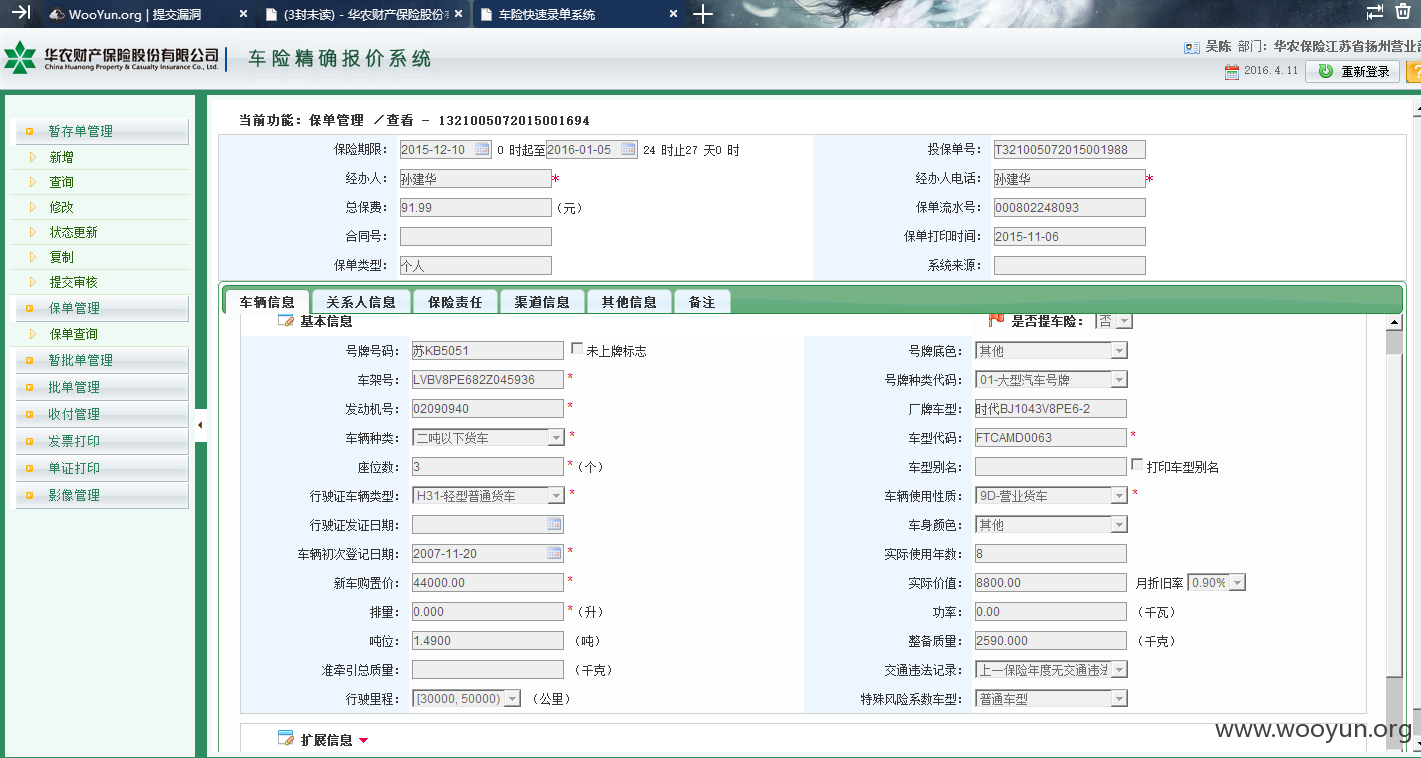 WooYun.org | 提交漏洞 × (3封未读) - 华农财产保险股份 × 车险快速录单系统 ×
华农财产保险股份有限公司 车险精确报价系统
China Huanong Property & Casualty Insurance Co., Ltd.
吴陈 部门：华农保险江苏省扬州营业部
2016.4.11 重新登录
暂存单管理
新增
查询
修改
状态更新
复制
提交审核
保单管理
保单查询
暂批单管理
批单管理
收付管理
发票打印
单证打印
影像管理
当前功能：保单管理 ／查看 - 1321005072015001694
保险期限： 2015-12-10 0 时起至 2016-01-05 24 时止27 天0 时 投保单号： T321005072015001988
经办人： 孙建华 * 经办人电话： 孙建华 *
总保费： 91.99 （元） 保单流水号： 000802248093
合同号： 保单打印时间： 2015-11-06
保单类型： 个人 系统来源：
车辆信息 关系人信息 保险责任 渠道信息 其他信息 备注
基本信息 是否提车险： 否
号牌号码： 苏KB5051 未上牌标志 号牌底色： 其他
车架号： LVBV8PE682Z045936 * 号牌种类代码： 01-大型汽车号牌
发动机号： 02090940 * 厂牌车型： 时代BJ1043V8PE6-2
车辆种类： 二吨以下货车 * 车型代码： FTCAMD0063 *
座位数： 3 *（个） 车型别名： 打印车型别名
行驶证车辆类型： H31-轻型普通货车 * 车辆使用性质： 9D-营业货车 *
行驶证发证日期： 车身颜色： 其他
车辆初次登记日期： 2007-11-20 * 实际使用年数： 8
新车购置价： 44000.00 * 实际价值： 8800.00 月折旧率 0.90%
排量： 0.000 *（升） 功率： 0.00 （千瓦）
吨位： 1.4900 （吨） 整备质量： 2590.000 （千克）
准牵引总质量： （千克） 交通违法记录： 上一保险年度无交通违法
行驶里程： [30000, 50000) （公里） 特殊风险系数车型： 普通车型
扩展信息
www.wooyun.org